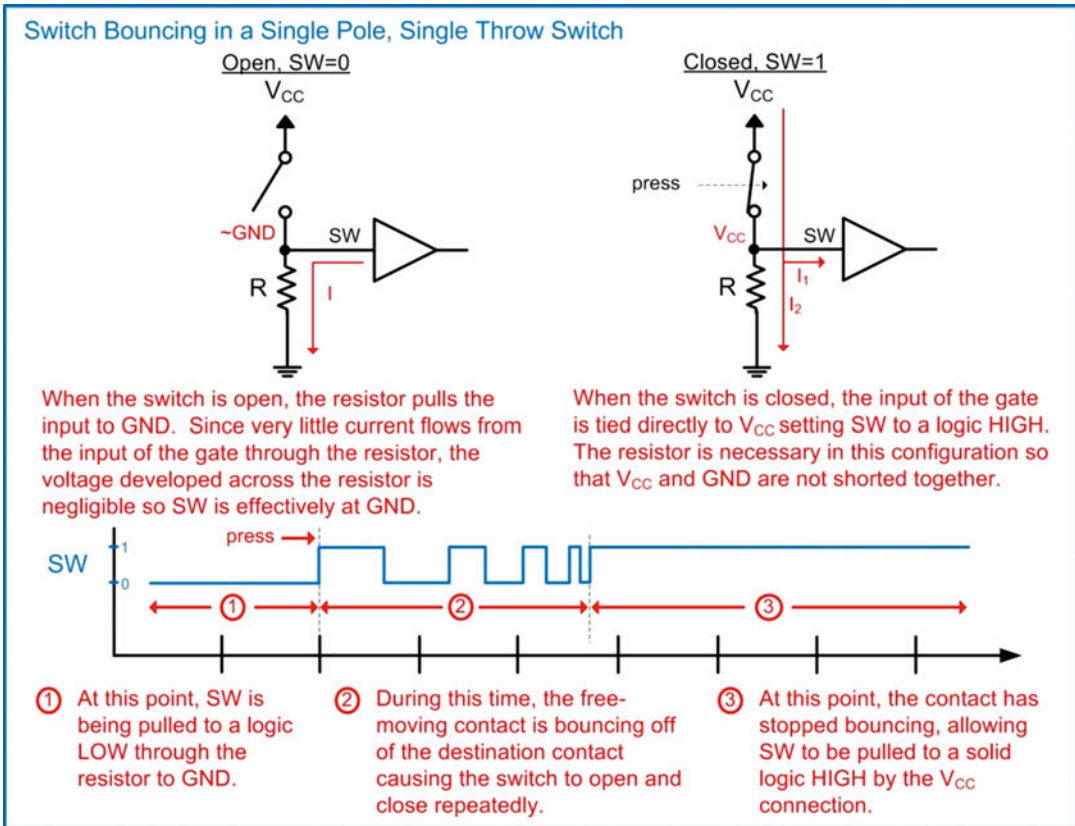 Switch Bouncing in a Single Pole, Single Throw Switch
Open, SW=0
VCC
~GND
SW
R
I
Closed, SW=1
VCC
press
VCC
SW
I1
R
I2
When the switch is open, the resistor pulls the
input to GND. Since very little current flows from
the input of the gate through the resistor, the
voltage developed across the resistor is
negligible so SW is effectively at GND.
When the switch is closed, the input of the gate
is tied directly to VCC setting SW to a logic HIGH.
The resistor is necessary in this configuration so
that VCC and GND are not shorted together.
press
SW
1
0
1
2
3
1 At this point, SW is
being pulled to a logic
LOW through the
resistor to GND.
2 During this time, the free-
moving contact is bouncing off
of the destination contact
causing the switch to open and
close repeatedly.
3 At this point, the contact has
stopped bouncing, allowing
SW to be pulled to a solid
logic HIGH by the VCC
connection.